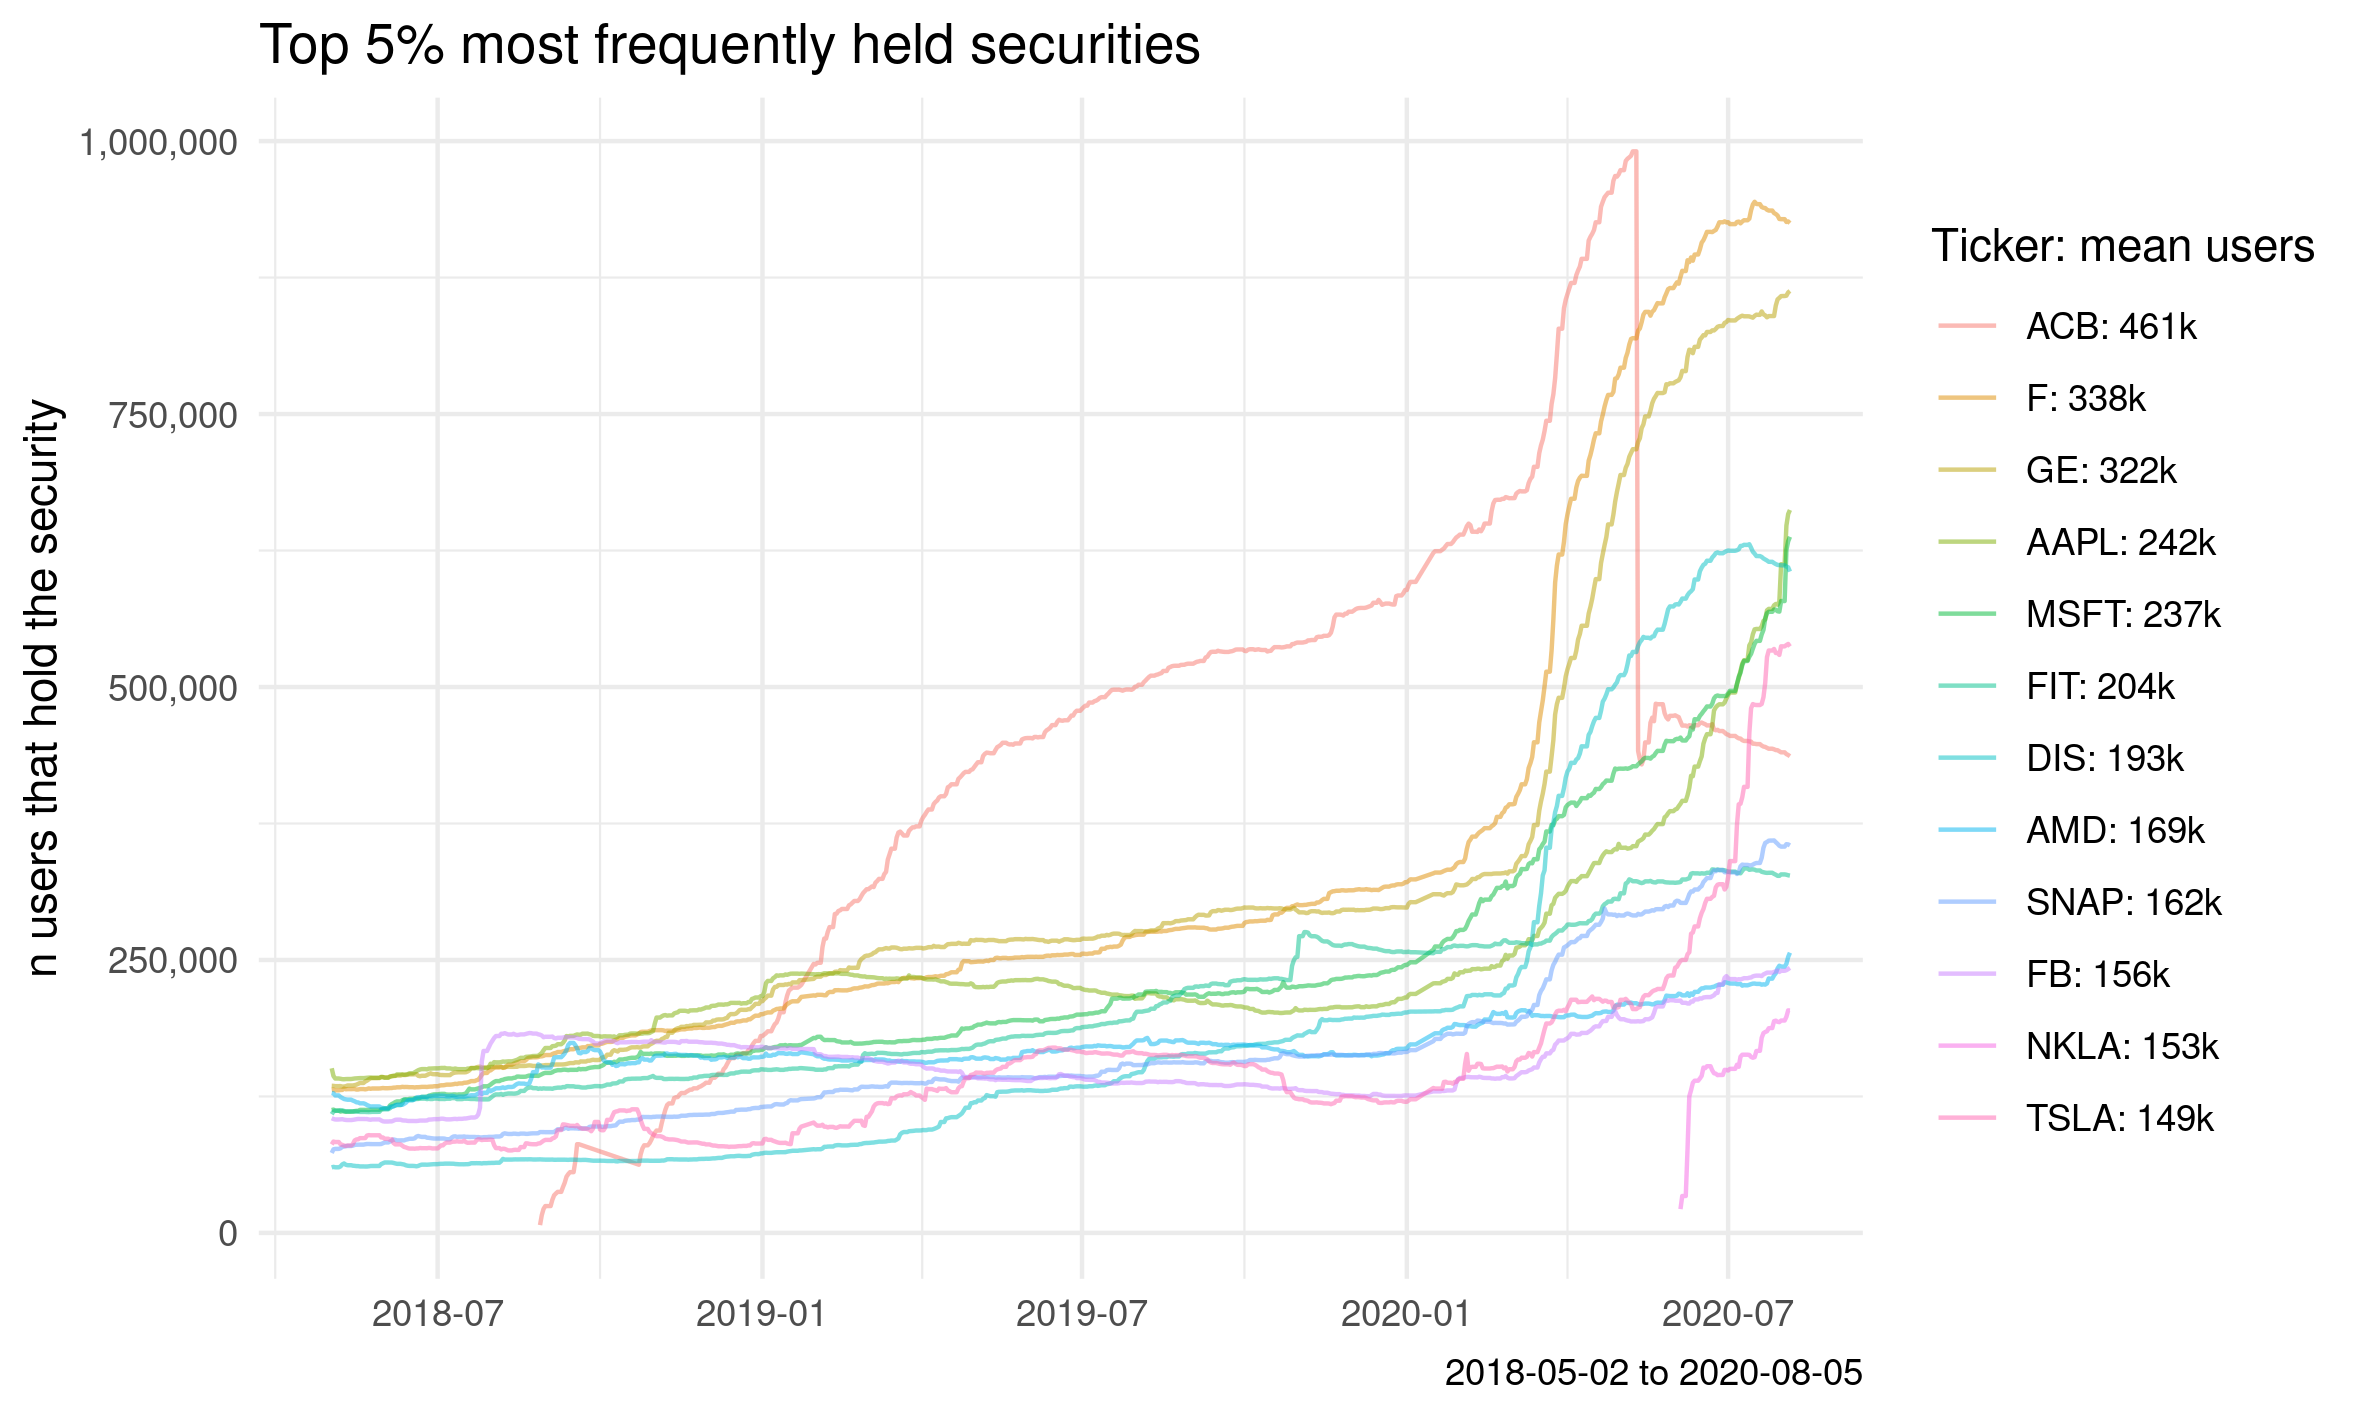 Top 5% most frequently held securities
n users that hold the security
1,000,000
750,000
500,000
250,000
0
2018-07
2019-01
2019-07
2020-01
2020-07
2018-05-02 to 2020-08-05
Ticker: mean users
ACB: 461k
F: 338k
GE: 322k
AAPL: 242k
MSFT: 237k
FIT: 204k
DIS: 193k
AMD: 169k
SNAP: 162k
FB: 156k
NKLA: 153k
TSLA: 149k